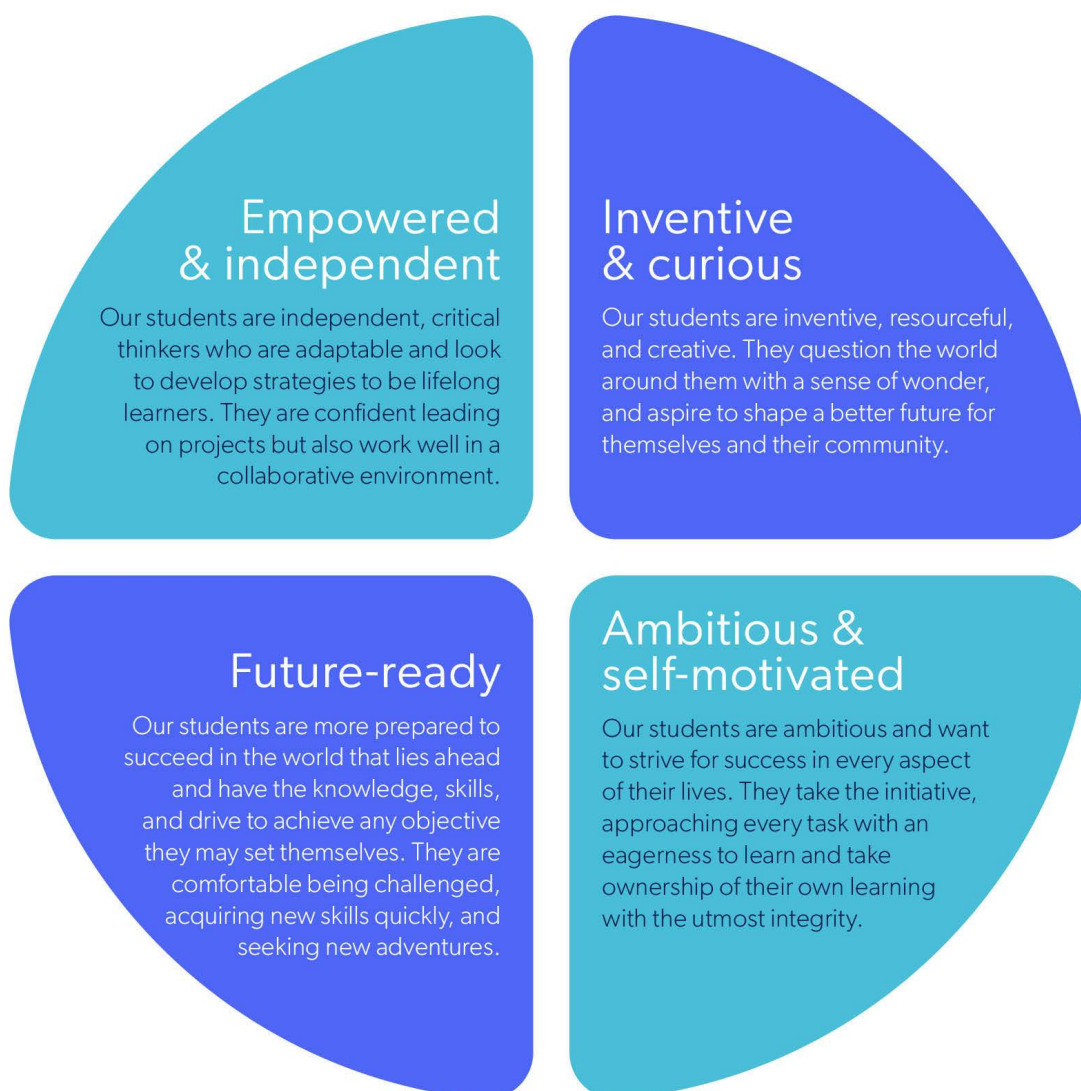 Empowered
& independent
Our students are independent, critical
thinkers who are adaptable and look
to develop strategies to be lifelong
learners. They are confident leading
on projects but also work well in a
collaborative environment.
Inventive
& curious
Our students are inventive, resourceful,
and creative. They question the world
around them with a sense of wonder,
and aspire to shape a better future for
themselves and their community.
Future-ready
Our students are more prepared to
succeed in the world that lies ahead
and have the knowledge, skills,
and drive to achieve any objective
they may set themselves. They are
comfortable being challenged,
acquiring new skills quickly, and
seeking new adventures.
Ambitious &
self-motivated
Our students are ambitious and want
to strive for success in every aspect
of their lives. They take the initiative,
approaching every task with an
eagerness to learn and take
ownership of their own learning
with the utmost integrity.